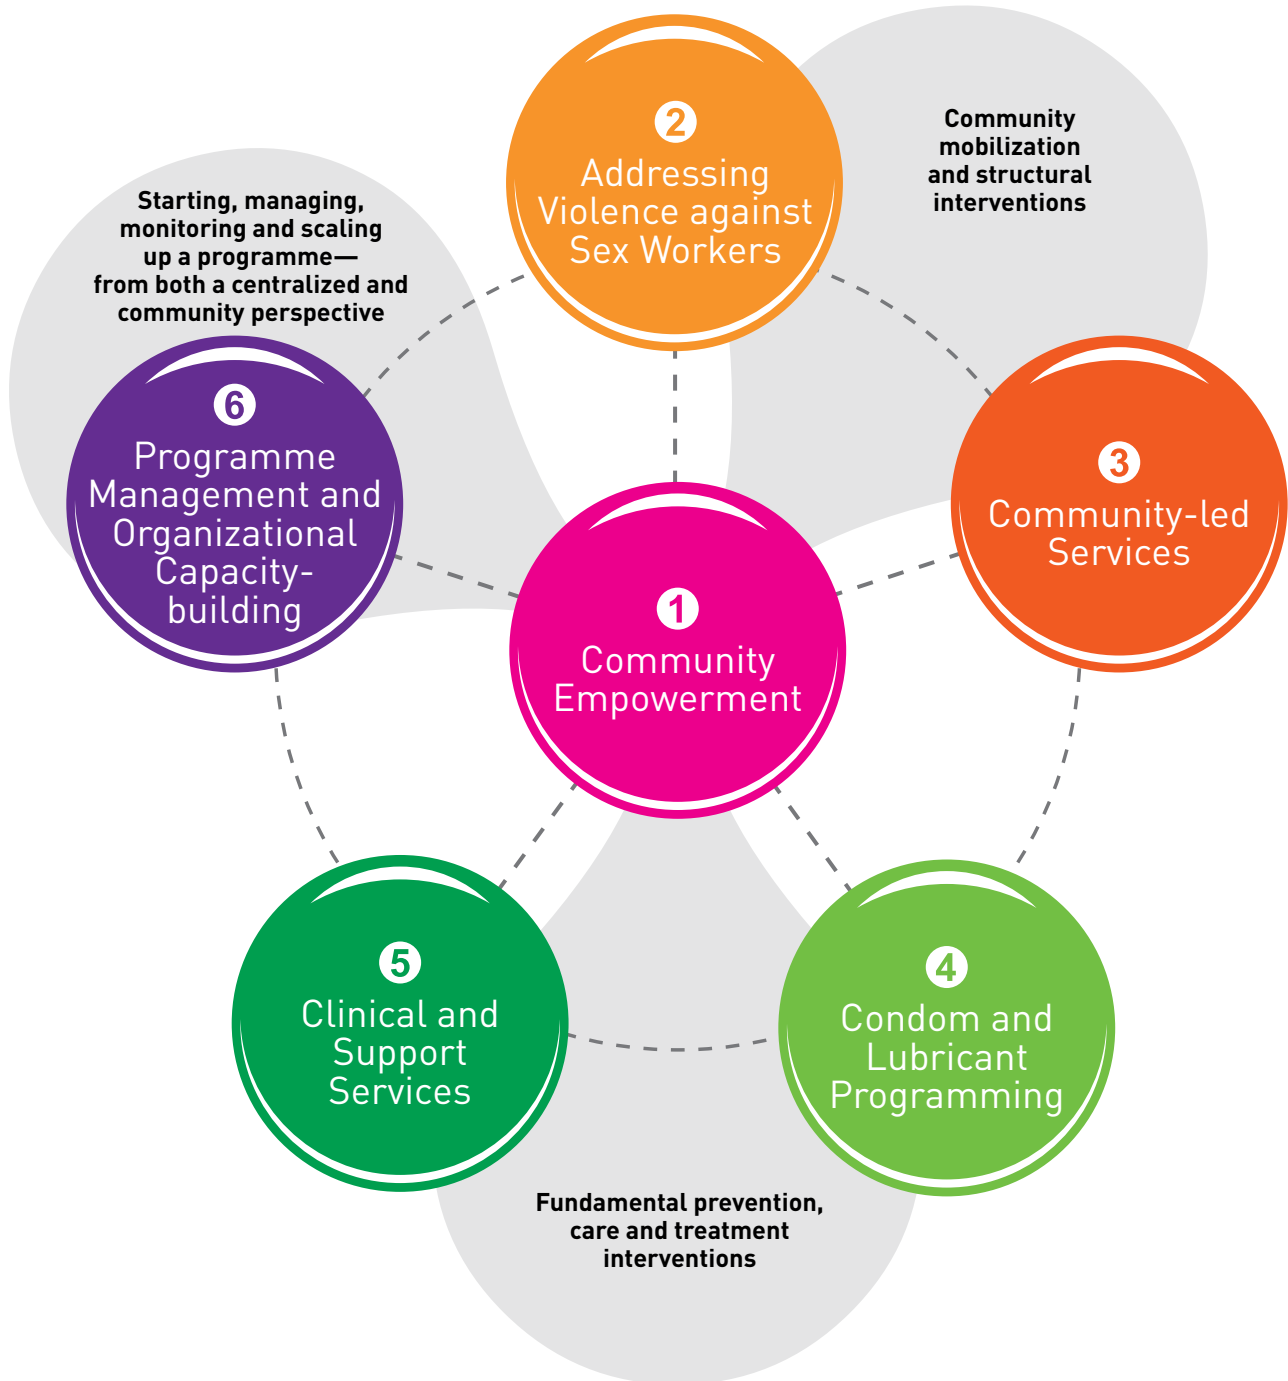 2
Addressing
Violence against
Sex Workers
Community
mobilization
and structural
interventions
Starting, managing,
monitoring and scaling
up a programme—
from both a centralized and
community perspective
6
Programme
Management and
Organizational
Capacity-
building
3
Community-led
Services
1
Community
Empowerment
5
Clinical and
Support
Services
4
Condom and
Lubricant
Programming
Fundamental prevention,
care and treatment
interventions